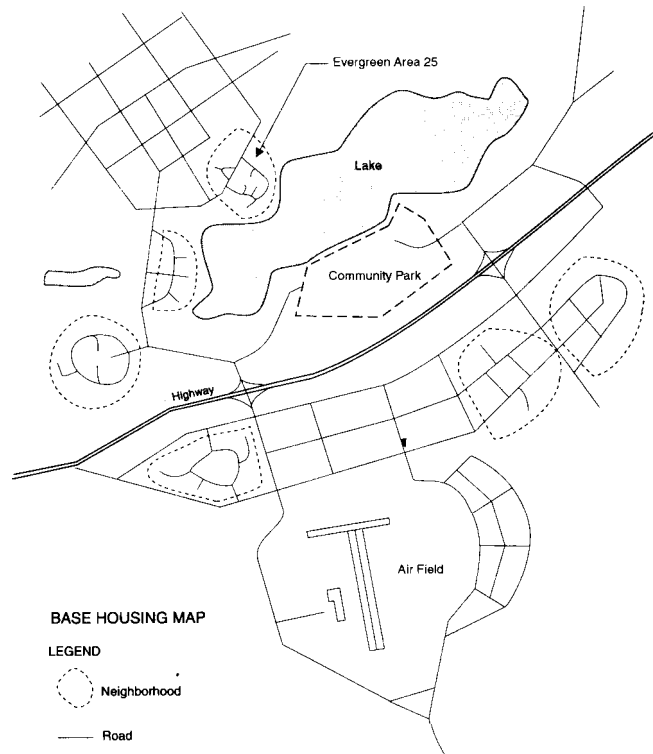 Evergreen Area 25
Lake
Community Park
Highway
Air Field
BASE HOUSING MAP
LEGEND
Neighborhood
Road